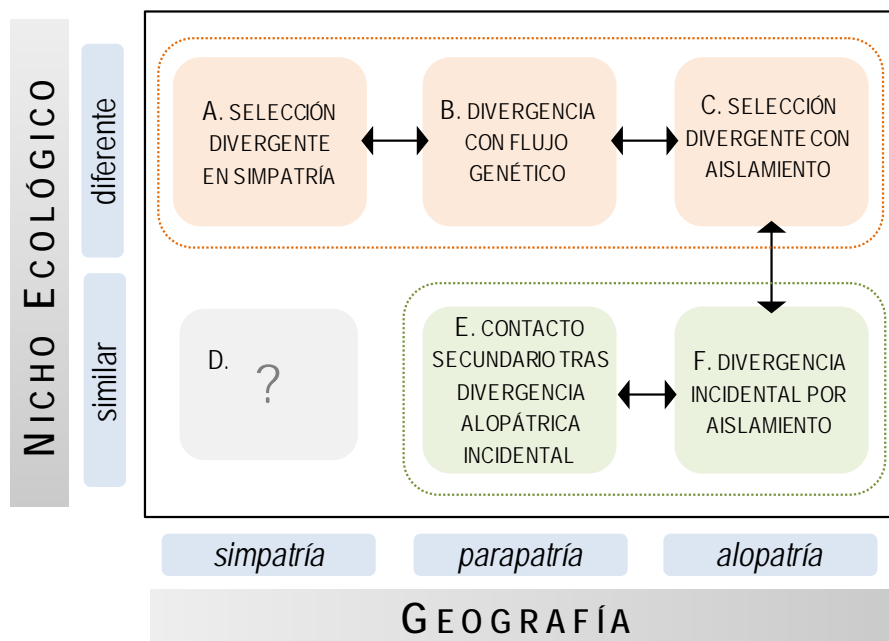 NICHO ECOLÓGICO
diferente
similar
A. SELECCIÓN
DIVERGENTE
EN SIMPATRÍA
B. DIVERGENCIA
CON FLUJO
GENÉTICO
C. SELECCIÓN
DIVERGENTE CON
AISLAMIENTO
D.
?
E. CONTACTO
SECUNDARIO TRAS
DIVERGENCIA
ALOPÁTRICA
INCIDENTAL
F. DIVERGENCIA
INCIDENTAL POR
AISLAMIENTO
simpatría
parapatría
alopatría
GEOGRAFÍA